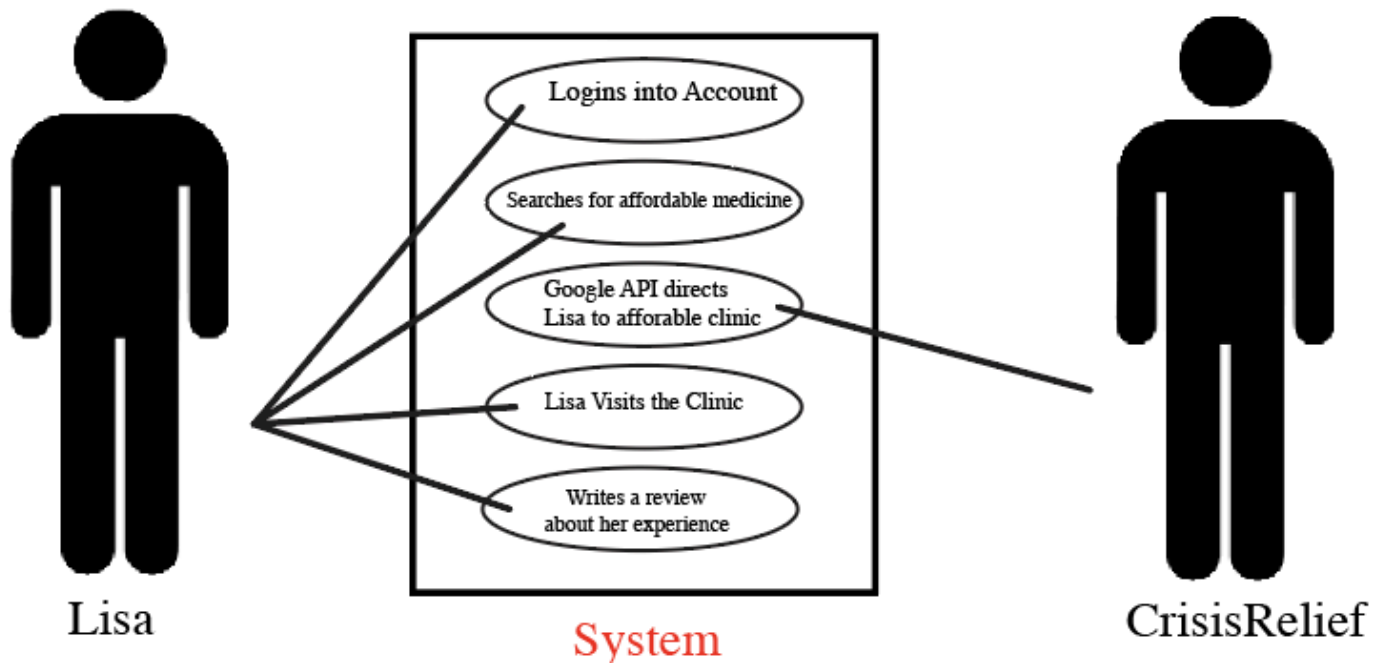 Logins into Account
Searches for affordable medicine
Google API directs
Lisa to afforable clinic
Lisa Visits the Clinic
Writes a review
about her experience
Lisa
System
CrisisRelief